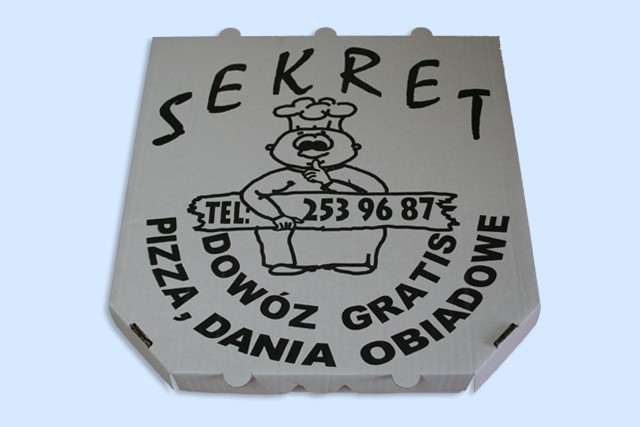 SEKRET
TEL: 253 96 87
DOWÓZ GRATIS
PIZZA, DANIA OBIADOWE